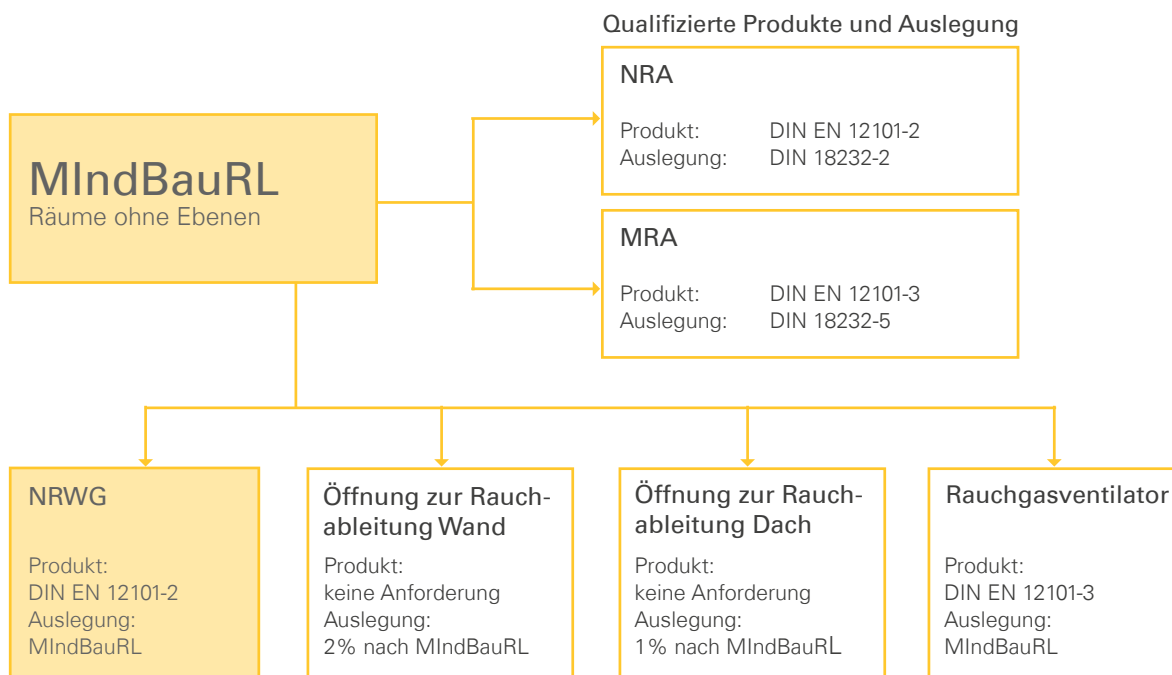 Qualifizierte Produkte und Auslegung
MIndBauRL
Räume ohne Ebenen
NRA
Produkt: DIN EN 12101-2
Auslegung: DIN 18232-2
MRA
Produkt: DIN EN 12101-3
Auslegung: DIN 18232-5
NRWG
Produkt:
DIN EN 12101-2
Auslegung:
MIndBauRL
Öffnung zur Rauch-
ableitung Wand
Produkt:
keine Anforderung
Auslegung:
2% nach MIndBauRL
Öffnung zur Rauch-
ableitung Dach
Produkt:
keine Anforderung
Auslegung:
1% nach MIndBauRL
Rauchgasventilator
Produkt:
DIN EN 12101-3
Auslegung:
MIndBauRL